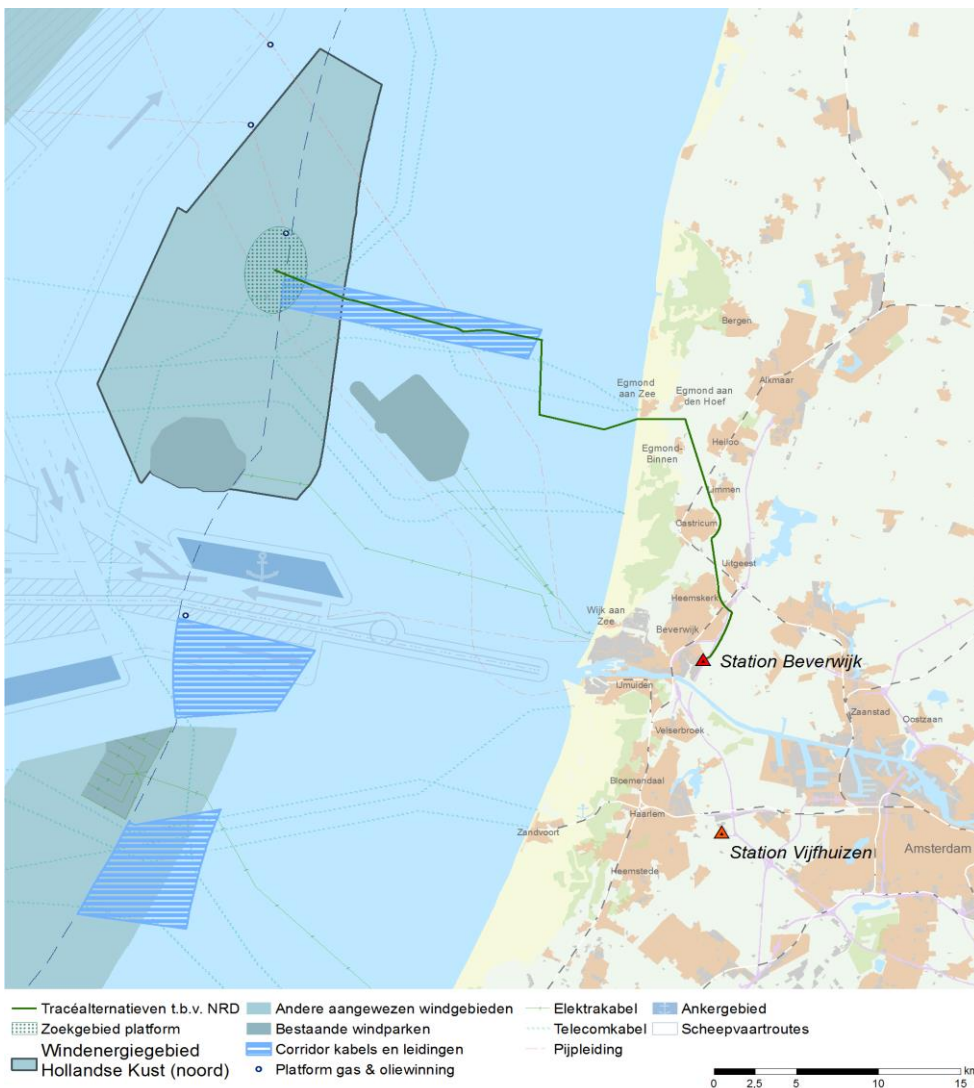 Bergen
Alkmaar
Egmond
aan Zee
Egmond aan
den Hoef
Heiloo
Egmond-
Binnen
Limmen
Castricum
Uitgeest
Heemskerk
Wijk aan
Zee
Beverwijk
Station Beverwijk
IJmuiden
Zaanstad
Oostzaan
Velserbroek
Bloemendaal
Haarlem
Zandvoort
Station Vijfhuizen
Amsterdam
Heemstede
Tracéalternatieven t.b.v. NRD
Zoekgebied platform
Windenergiegebied
Hollandse Kust (noord)
Andere aangewezen windgebieden
Bestaande windparken
Corridor kabels en leidingen
Platform gas & oliewinning
Elektrakabel
Telecomkabel
Pijpleiding
Ankergebied
Scheepvaartroutes
km
0 2.5 5 10 15